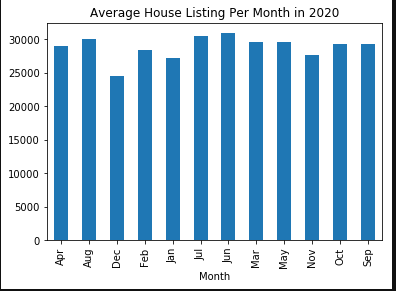 Average House Listing Per Month in 2020
30000
25000
20000
15000
10000
5000
0
Apr
Aug
Dec
Feb
Jan
Jul
Jun
Mar
May
Nov
Oct
Sep
Month